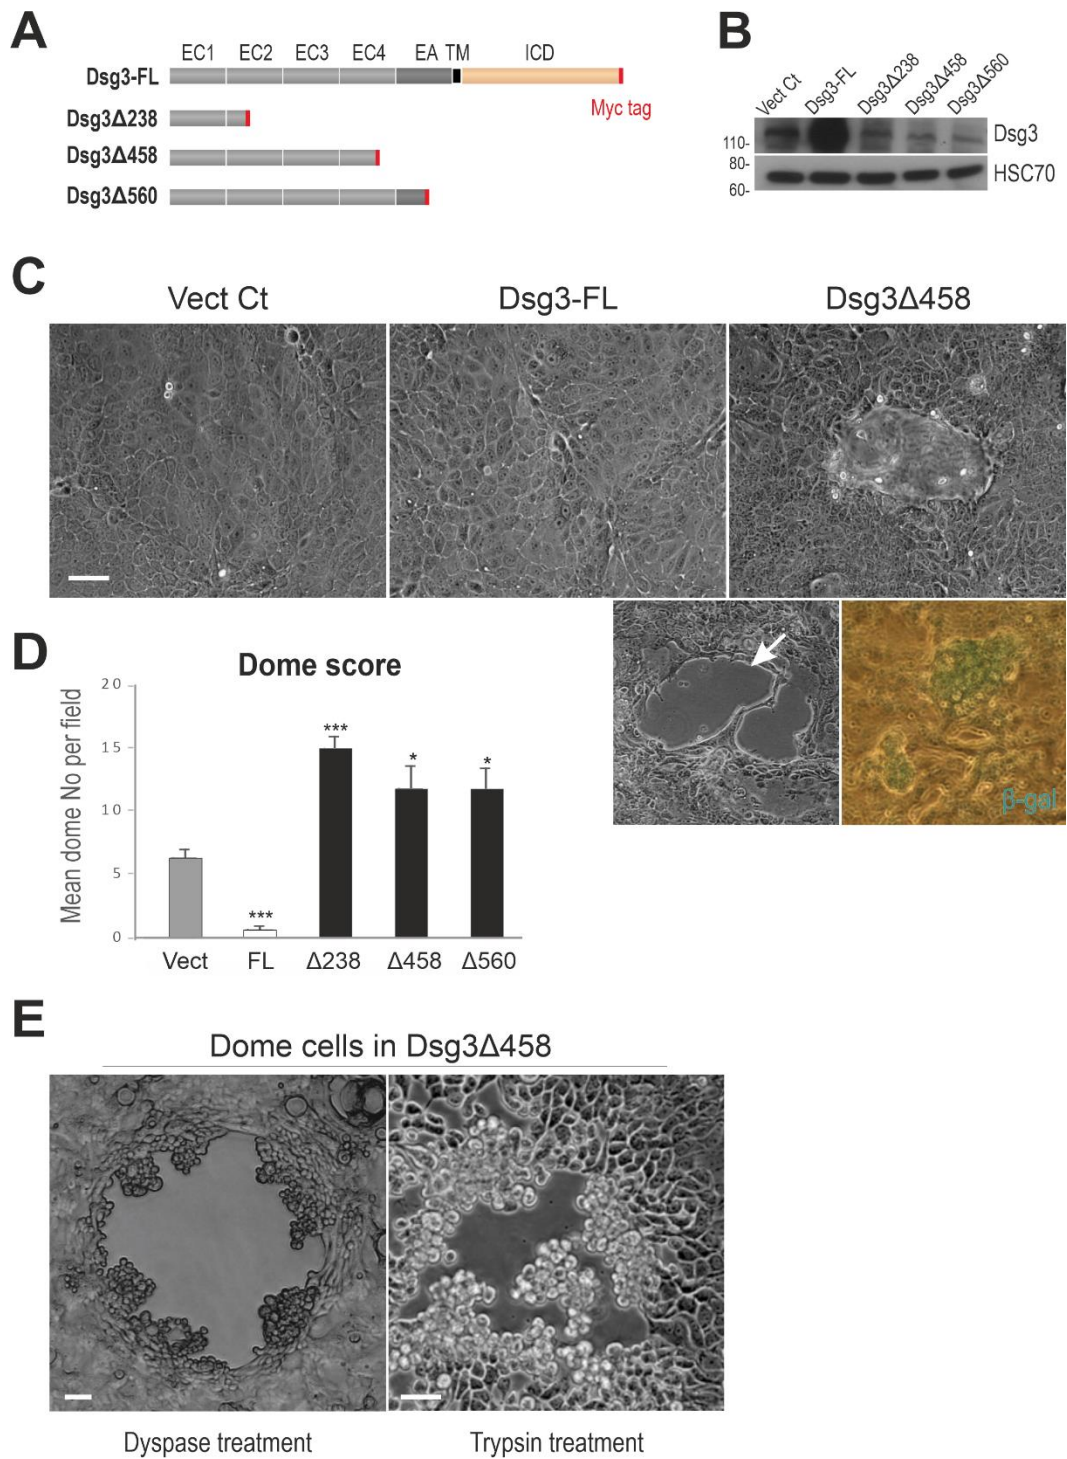 A
EC1 EC2 EC3 EC4 EA TM ICD
Dsg3-FL
Myc tag
Dsg3Δ238
Dsg3Δ458
Dsg3Δ560
B
Vect Ct Dsg3-FL Dsg3Δ238 Dsg3Δ458 Dsg3Δ560
110-
Dsg3
80-
60-
HSC70
C
Vect Ct Dsg3-FL Dsg3Δ458
β-gal
D
Dome score
Mean dome No per field
20
15
10
5
0
*** *** * *
Vect FL Δ238 Δ458 Δ560
E
Dome cells in Dsg3Δ458
Dyspase treatment Trypsin treatment